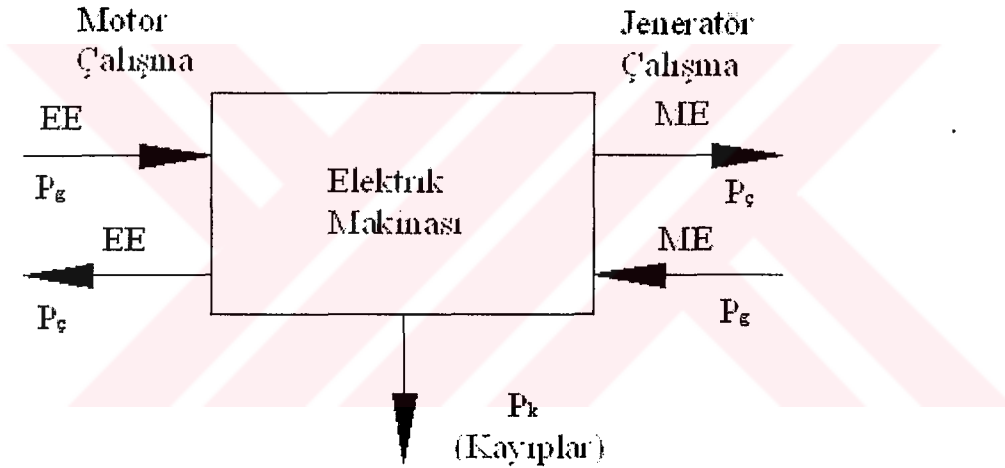 Motor
Çalışma
Jeneratör
Çalışma
EE
ME
Pg
Pç
Elektrik
Makinası
EE
ME
Pç
Pg
Pk
(Kayıplar)